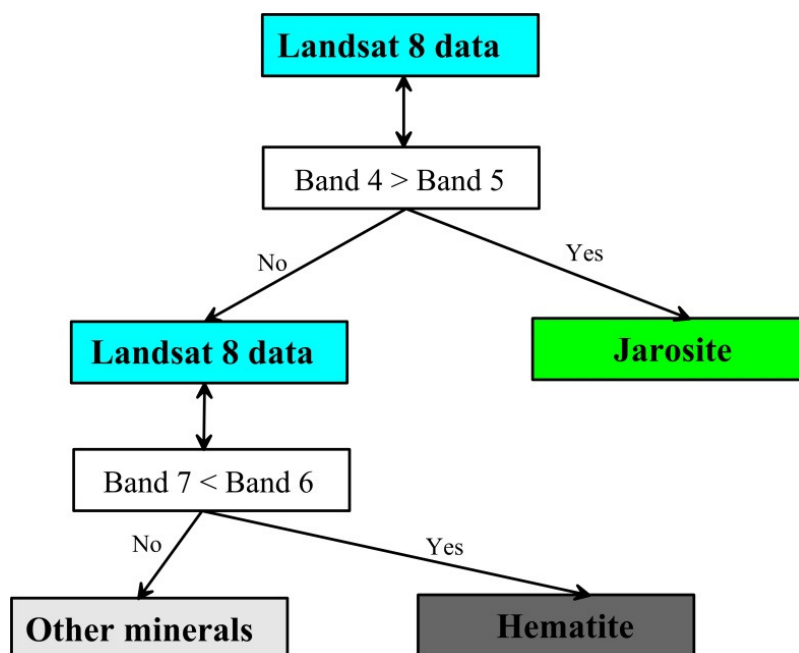 Landsat 8 data
Band 4 > Band 5
No
Yes
Landsat 8 data
Jarosite
Band 7 < Band 6
No
Yes
Other minerals
Hematite